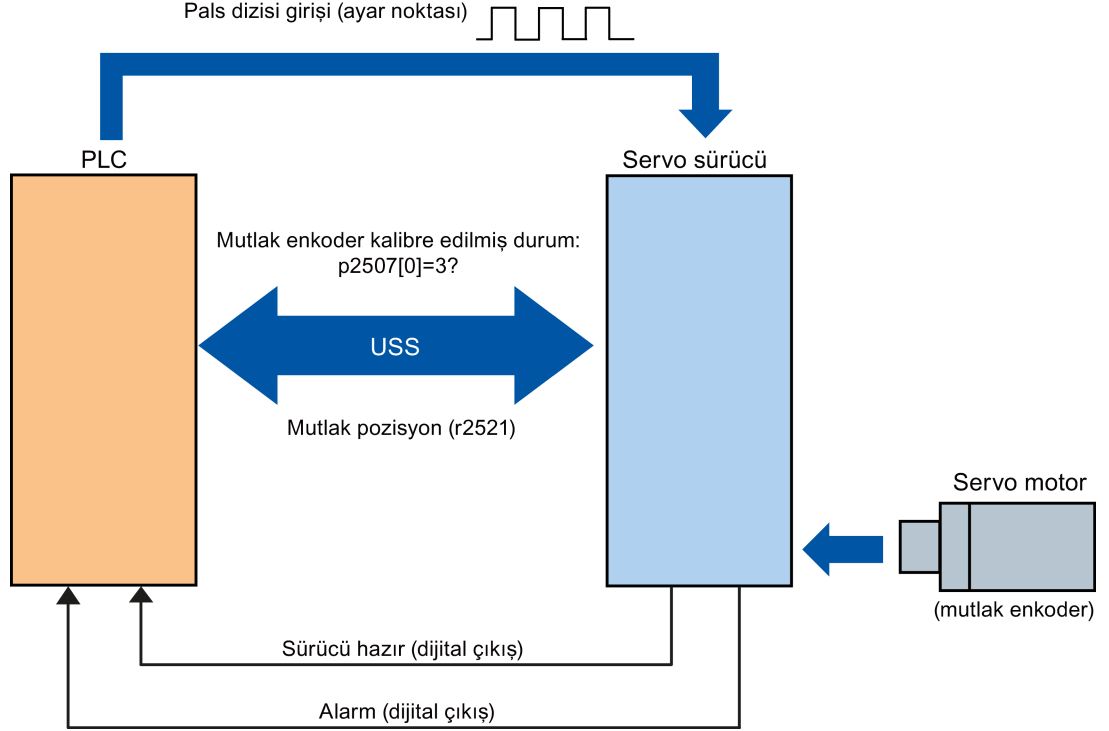 Pals dizisi girişi (ayar noktası)
PLC
Servo sürücü
Mutlak enkoder kalibre edilmiş durum:
p2507[0]=3?
USS
Mutlak pozisyon (r2521)
Servo motor
(mutlak enkoder)
Sürücü hazır (dijital çıkış)
Alarm (dijital çıkış)